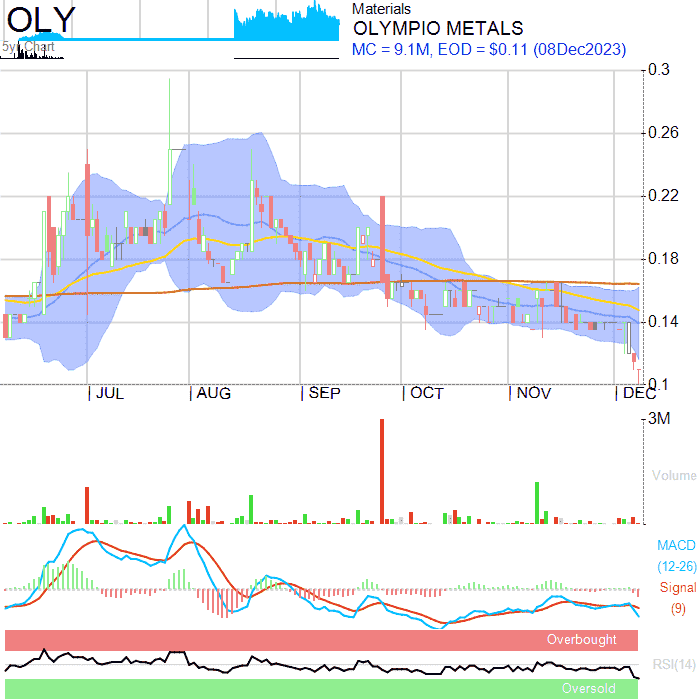 OLY
5yr Chart
Materials
OLYMPIO METALS
MC = 9.1M, EOD = $0.11 (08Dec2023)
0.3
0.26
0.22
0.18
0.14
0.1
JUL AUG SEP OCT NOV DEC
3M
Volume
MACD
(12-26)
Signal
(9)
Overbought
RSI(14)
Oversold